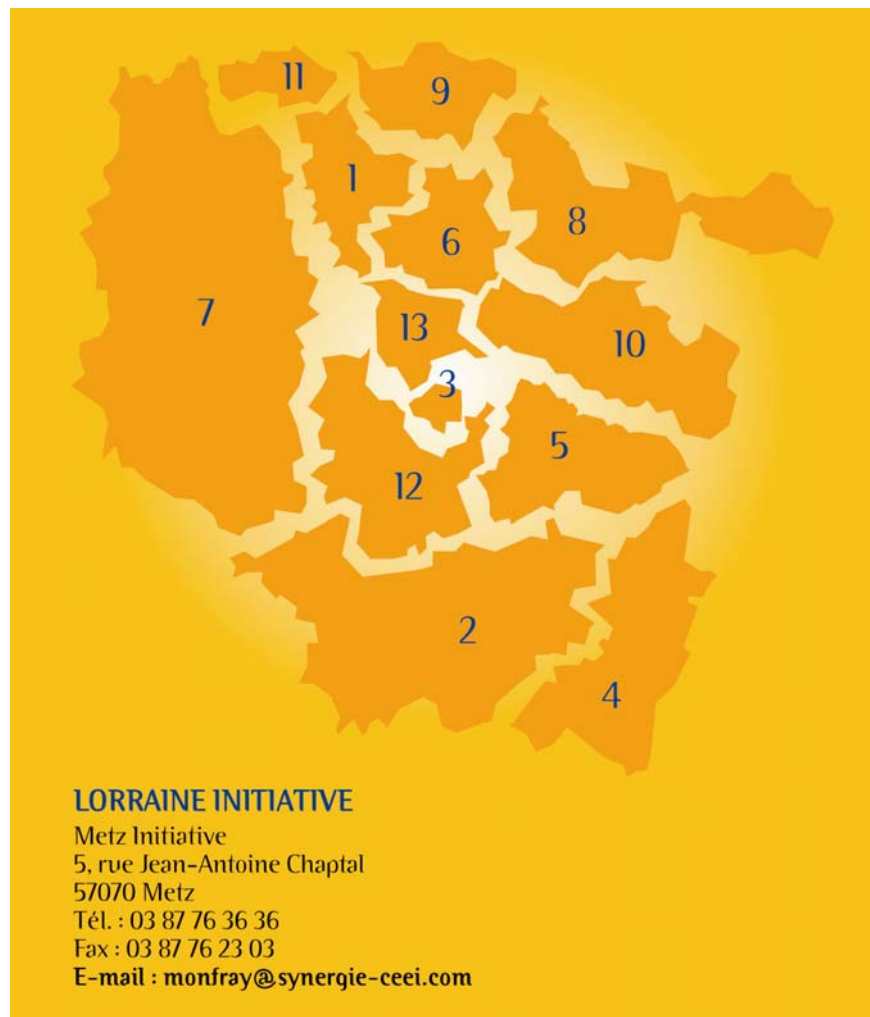 11
9
1
8
6
7
13
10
3
5
12
2
4
LORRAINE INITIATIVE
Metz Initiative
5, rue Jean-Antoine Chaptal
57070 Metz
Tél. : 03 87 76 36 36
Fax : 03 87 76 23 03
E-mail : monfray@synergie-ceei.com